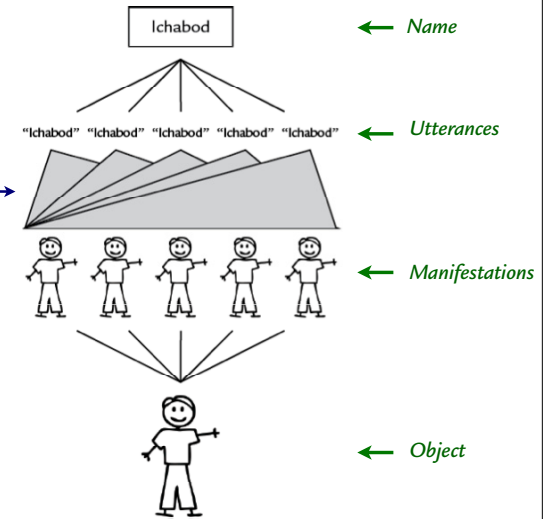 Ichabod
Name
“Ichabod” “Ichabod” “Ichabod” “Ichabod” “Ichabod”
Utterances
Manifestations
Object